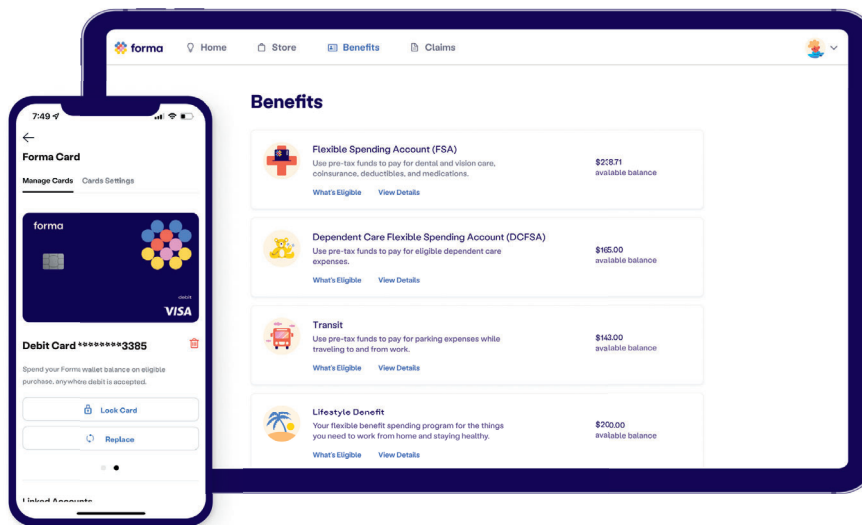 forma
Home
Store
Benefits
Claims
Benefits
Flexible Spending Account (FSA)
Use pre-tax funds to pay for dental and vision care,
coinsurance, deductibles, and medications.
What's Eligible View Details
$238.71
available balance
Dependent Care Flexible Spending Account (DCFSA)
Use pre-tax funds to pay for eligible dependent care
expenses.
What's Eligible View Details
$165.00
available balance
Transit
Use pre-tax funds to pay for parking expenses while
traveling to and from work.
What's Eligible View Details
$143.00
available balance
Lifestyle Benefit
Your flexible benefit spending program for the things
you need to work from home and staying healthy.
What's Eligible View Details
$200.00
available balance
7:49
Forma Card
Manage Cards Cards Settings
forma
debit
VISA
Debit Card ********3385
Spend your Forma wallet balance on eligible
purchase, anywhere debit is accepted.
Lock Card
Replace
Linked Accounts